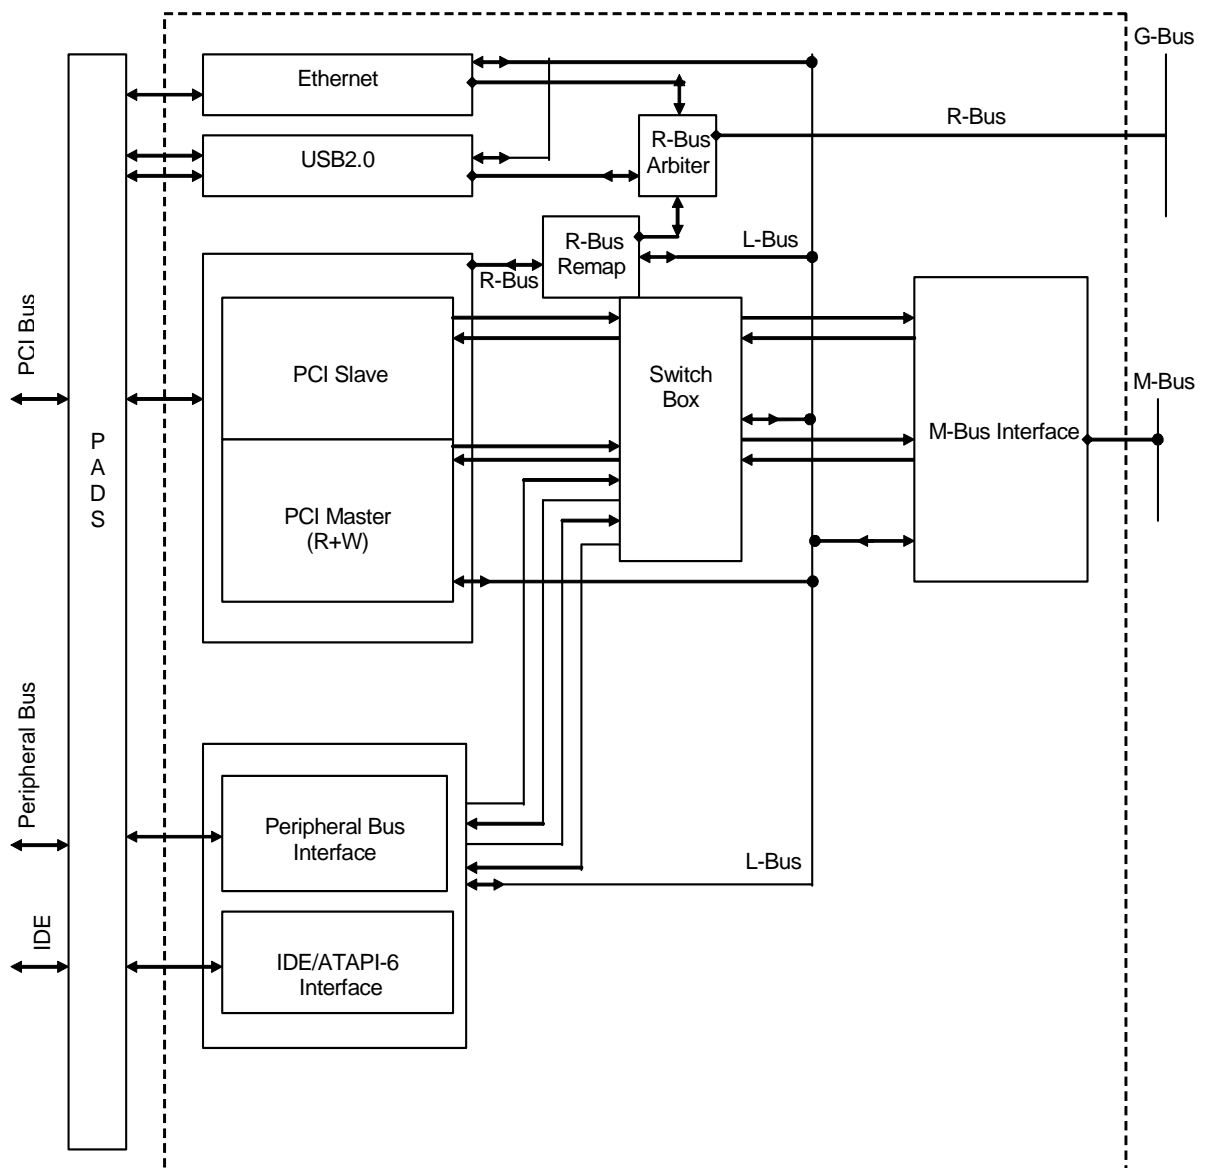 G-Bus
Ethernet
R-Bus
R-Bus
Arbiter
USB2.0
R-Bus
Remap
L-Bus
R-Bus
PCI Bus
PCI Slave
Switch
Box
M-Bus
M-Bus Interface
P
A
D
S
PCI Master
(R+W)
Peripheral Bus
Peripheral Bus
Interface
L-Bus
IDE
IDE/ATAPI-6
Interface